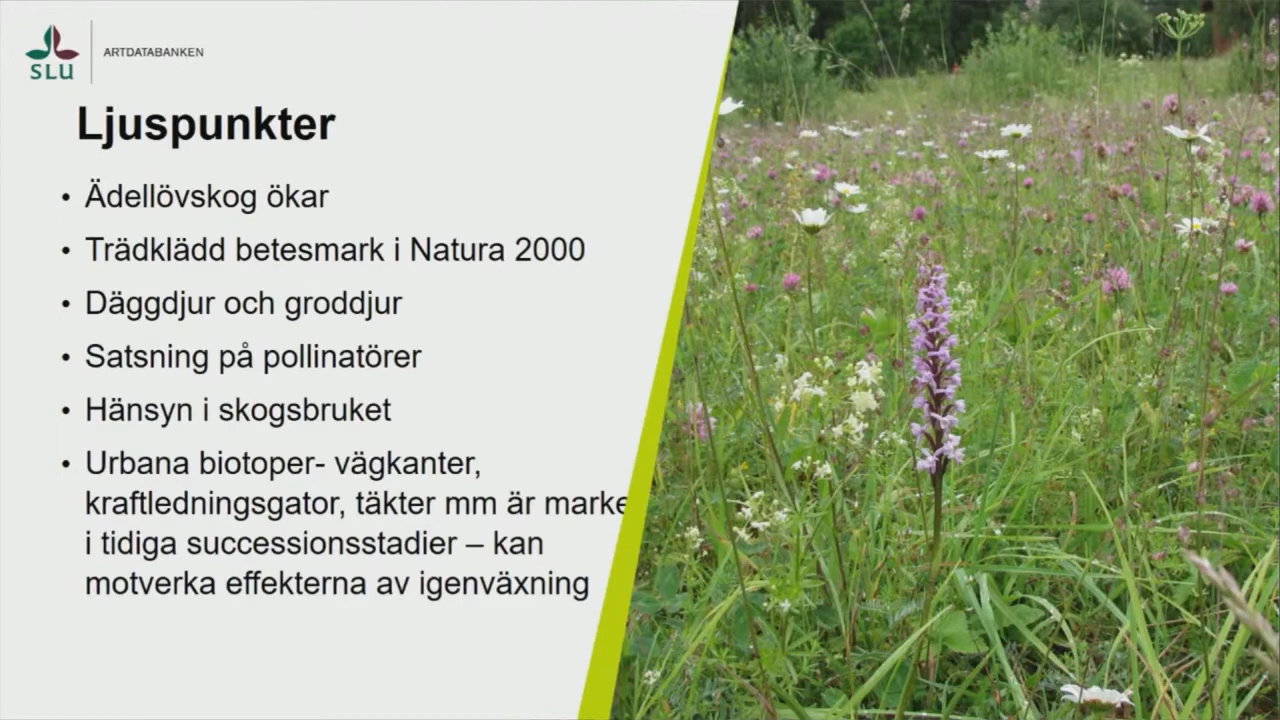 SLU
ARTDATABANKEN
Ljuspunkter
• Ädellövskog ökar
• Trädklädd betesmark i Natura 2000
• Däggdjur och groddjur
• Satsning på pollinatörer
• Hänsyn i skogsbruket
• Urbana biotoper- vägkanter,
kraftledningsgator, täkter mm är
i tidiga successionsstadier – kan
motverka effekterna av igenväxning